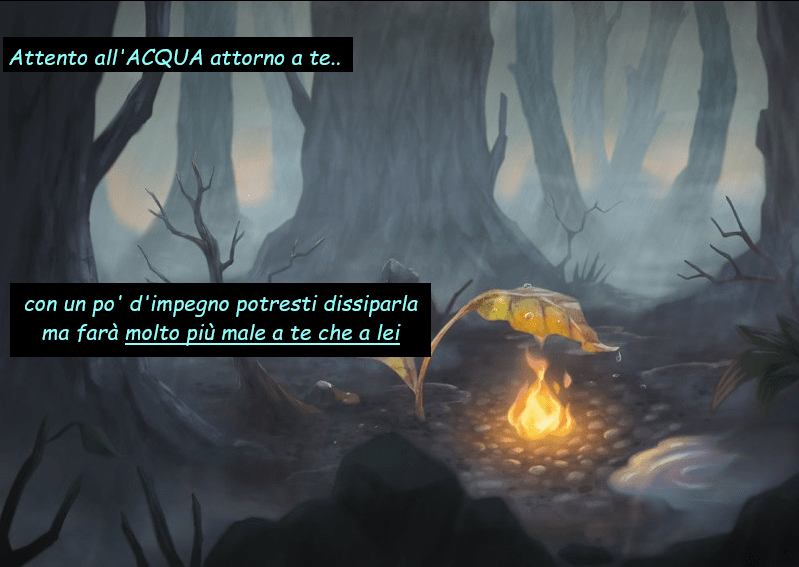 Attento all'ACQUA attorno a te..
con un po' d'impegno potresti dissiparla
ma farà molto più male a te che a lei